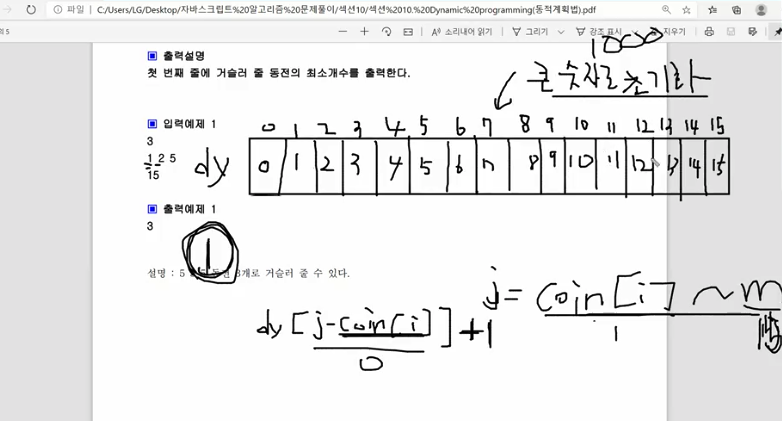 파일 | C:/Users/LG/Desktop/자바스크립트%20알고리즘%20문제풀이/섹션10/섹션%2010.%20Dynamic%20programming(동적계획법).pdf
소리내어 읽기 그리기 강조 표시 지우기
1000
출력설명
첫 번째 줄에 거슬러 줄 동전의 최소개수를 출력한다.
큰 숫자로 초기화
입력예제 1
0 1 2 3 4 5 6 7 8 9 10 11 12 13 14 15
3
1 2 5
15
dy 0 1 2 3 4 5 6 7 8 9 10 11 12 13 14 15
출력예제 1
3
1
설명 : 5 5 5 동전 3개로 거슬러 줄 수 있다.
j = coin[i] ~ m
1 15
dy[j-coin[i]]+1
0